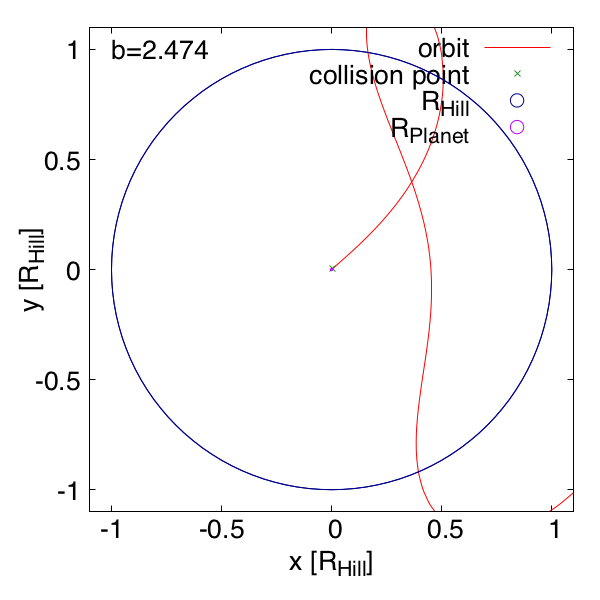 b=2.474
orbit
collision point
R_Hill
R_Planet
1
0.5
0
-0.5
-1
y [R_Hill]
-1
-0.5
0
0.5
1
x [R_Hill]